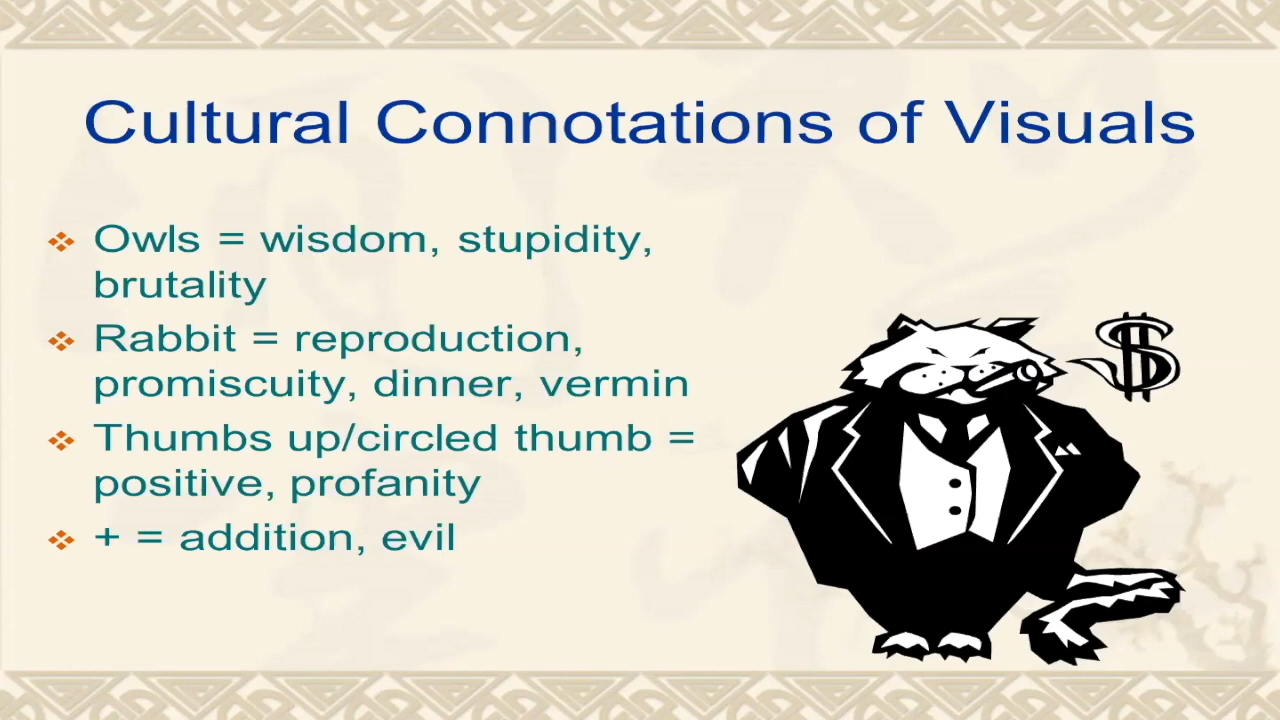 Cultural Connotations of Visuals
Owls = wisdom, stupidity,
brutality
Rabbit = reproduction,
promiscuity, dinner, vermin
Thumbs up/circled thumb =
positive, profanity
+ = addition, evil
$